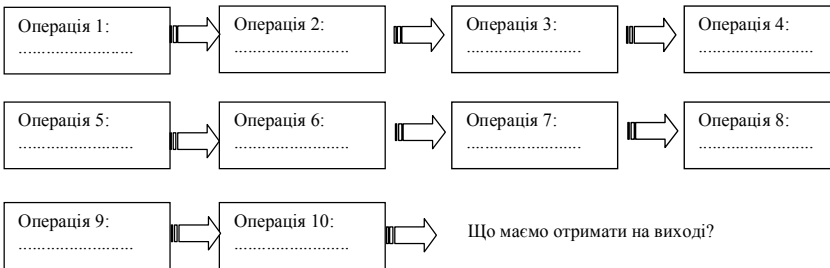 Операція 1:
........................
Операція 2:
........................
Операція 3:
........................
Операція 4:
........................
Операція 5:
........................
Операція 6:
........................
Операція 7:
........................
Операція 8:
........................
Операція 9:
........................
Операція 10:
........................
Що маємо отримати на виході?